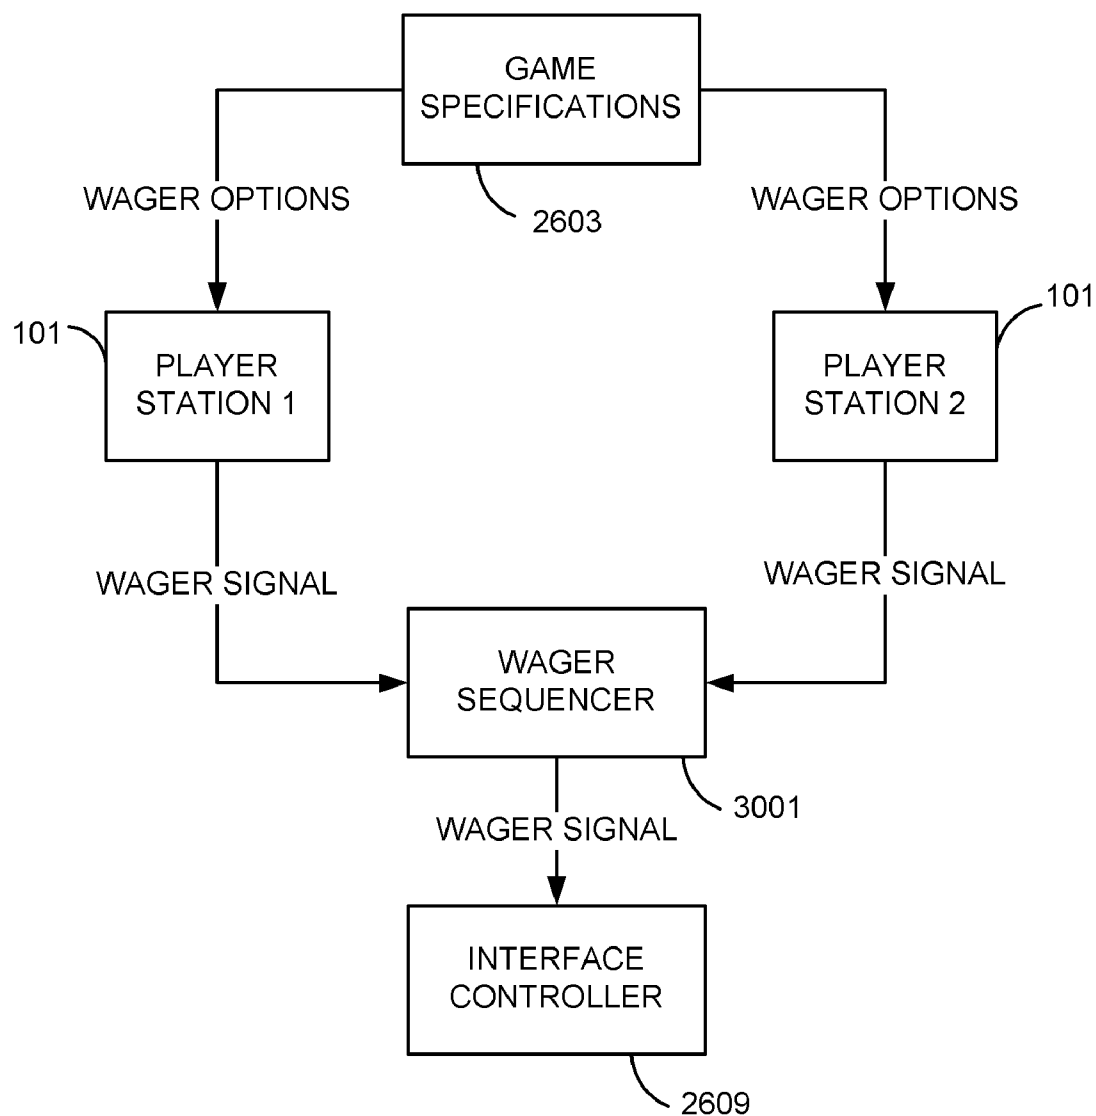 GAME
SPECIFICATIONS
WAGER OPTIONS
WAGER OPTIONS
2603
101
101
PLAYER
STATION 1
PLAYER
STATION 2
WAGER SIGNAL
WAGER SIGNAL
WAGER
SEQUENCER
3001
WAGER SIGNAL
INTERFACE
CONTROLLER
2609